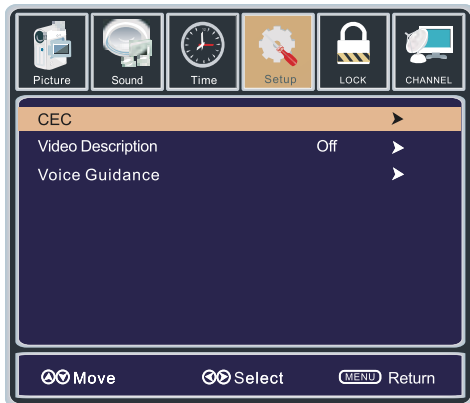 Picture Sound Time Setup LOCK CHANNEL
CEC
Video Description Off
Voice Guidance
Move Select MENU Return